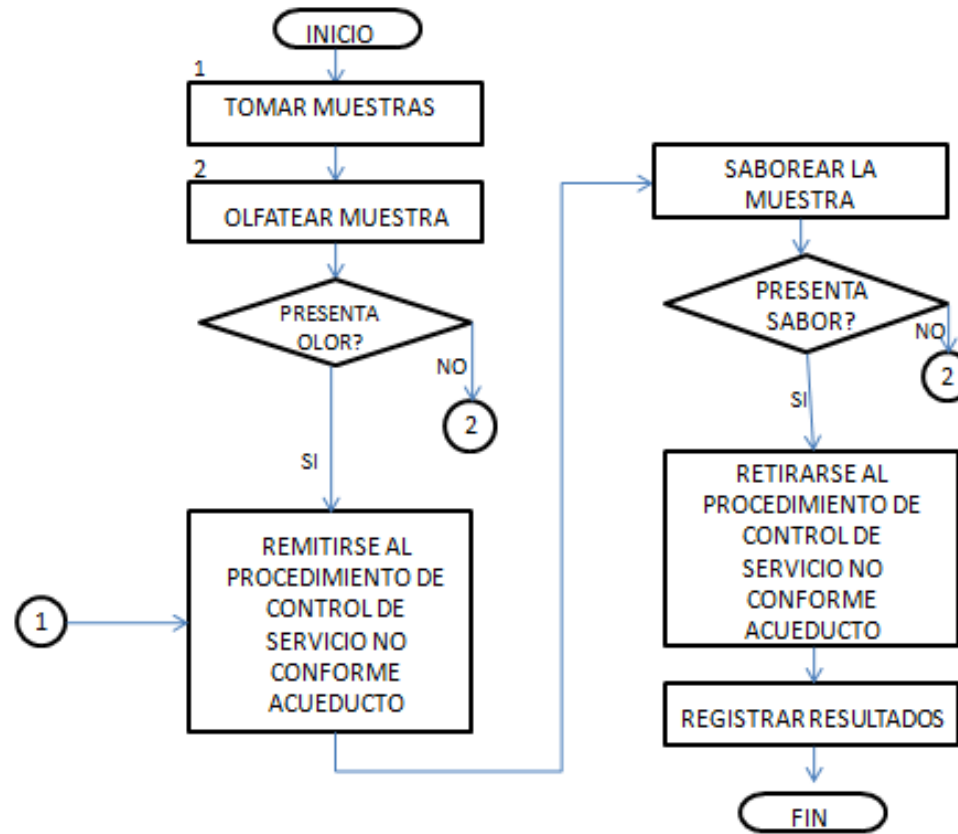 INICIO
1
TOMAR MUESTRAS
2
OLFATEAR MUESTRA
PRESENTA
OLOR?
NO
2
SI
REMITIRSE AL
PROCEDIMIENTO DE
CONTROL DE
SERVICIO NO
CONFORME
ACUEDUCTO
1
SABOREAR LA
MUESTRA
PRESENTA
SABOR?
NO
2
SI
RETIRARSE AL
PROCEDIMIENTO DE
CONTROL DE
SERVICIO NO
CONFORME
ACUEDUCTO
REGISTRAR RESULTADOS
FIN